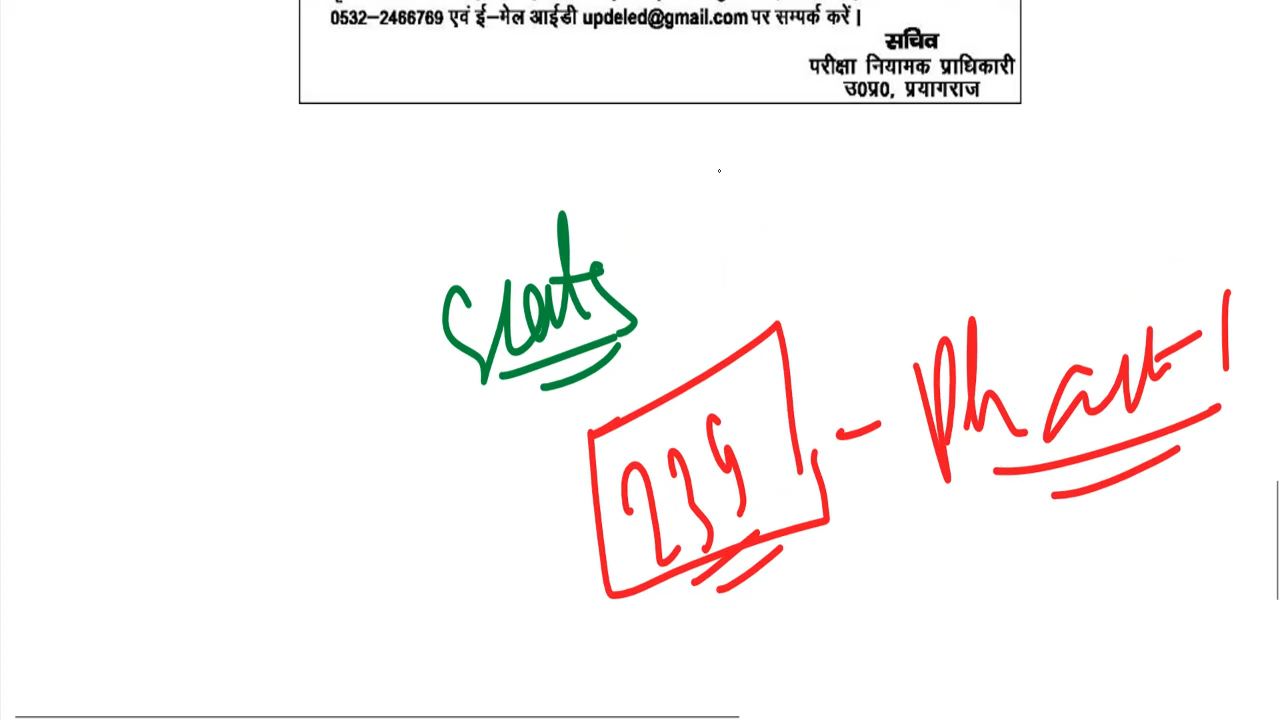 0532-2466769 एवं ई-मेल आईडी updeled@gmail.com पर सम्पर्क करें।
सचिव
परीक्षा नियामक प्राधिकारी
उ0प्र0, प्रयागराज
239 - Phase-1